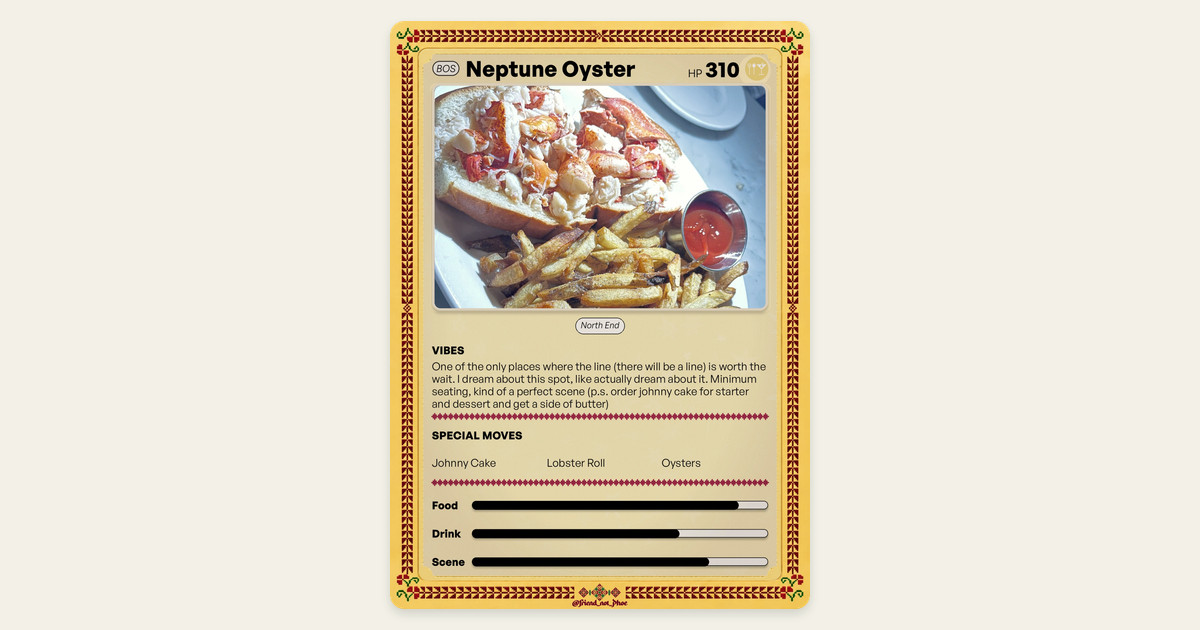 BOS Neptune Oyster HP 310
North End
VIBES
One of the only places where the line (there will be a line) is worth the
wait. I dream about this spot, like actually dream about it. Minimum
seating, kind of a perfect scene (p.s. order johnny cake for starter
and dessert and get a side of butter)
SPECIAL MOVES
Johnny Cake Lobster Roll Oysters
Food
Drink
Scene
@friend_not_phoe